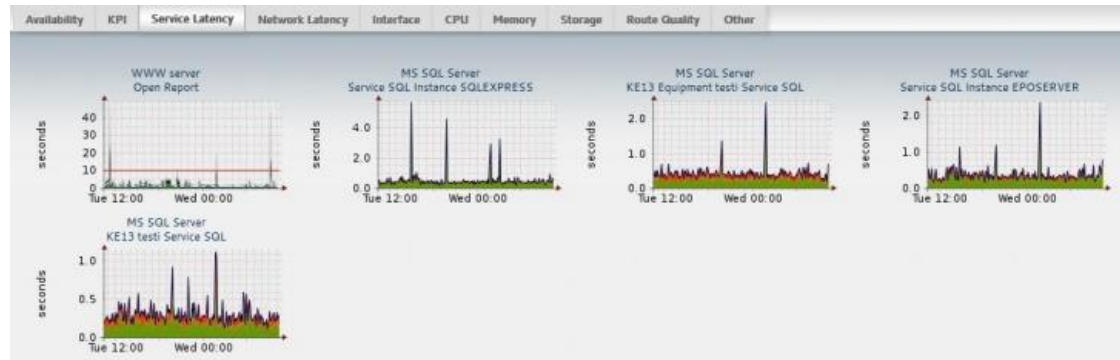 Availability KPI Service Latency Network Latency Interface CPU Memory Storage Route Quality Other
WWW server
Open Report
seconds
40
30
20
10
0
Tue 12:00 Wed 00:00
MS SQL Server
Service SQL Instance SQLEXPRESS
seconds
4.0
2.0
0.0
Tue 12:00 Wed 00:00
MS SQL Server
KE13 Equipment testi Service SQL
seconds
2.0
1.0
0.0
Tue 12:00 Wed 00:00
MS SQL Server
Service SQL Instance EPOSERVER
seconds
2.0
1.0
0.0
Tue 12:00 Wed 00:00
MS SQL Server
KE13 testi Service SQL
seconds
1.0
0.5
0.0
Tue 12:00 Wed 00:00